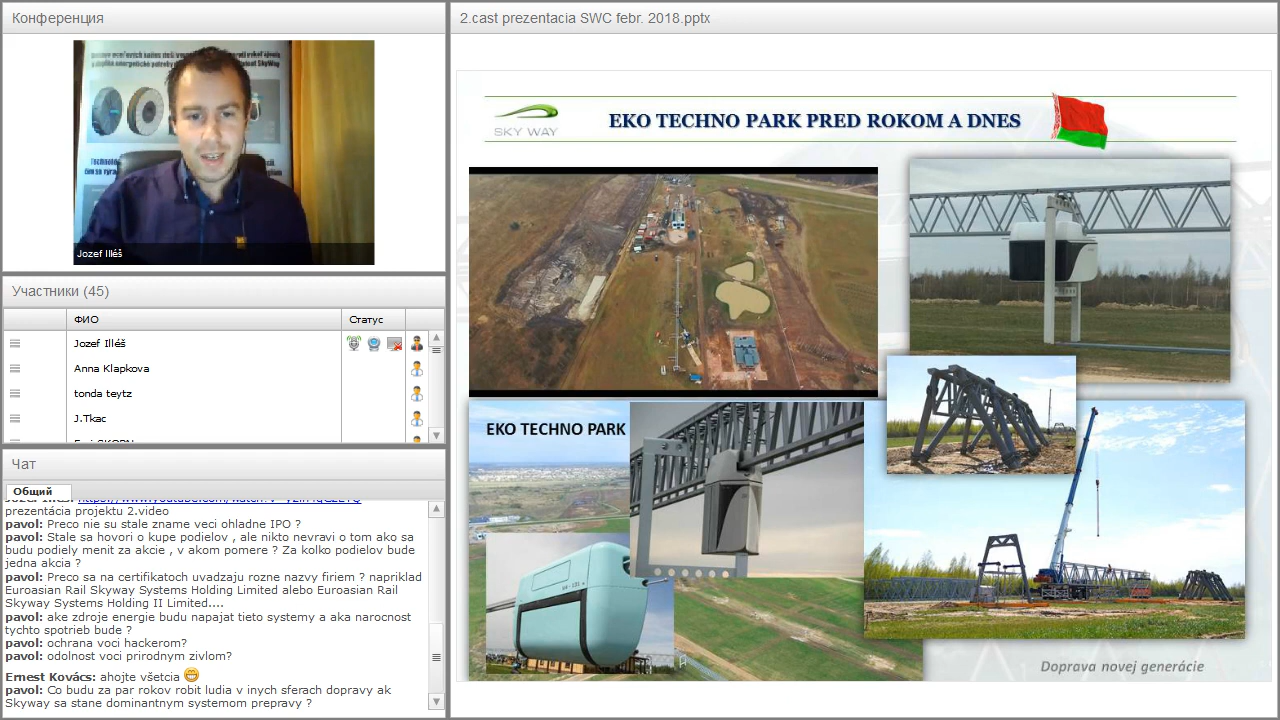 Конференция
Jozef Illéš
Участники (45)
ФИО
Статус
Jozef Illéš
Anna Klapkova
tonda teytz
J.Tkac
Чат
Общий
prezentácia projektu 2.video
pavol: Preco nie su stale zname veci ohladne IPO ?
pavol: Stale sa hovori o kupe podielov , ale nikto nevravi o tom ako sa
budu podiely menit za akcie , v akom pomere ? Za kolko podielov bude
jedna akcia ?
pavol: Preco sa na certifikatoch uvadzaju rozne nazvy firiem? napriklad
Euroasian Rail Skyway Systems Holding Limited alebo Euroasian Rail
Skyway Systems Holding II Limited....
pavol: ake zdroje energie budu napajat tieto systemy a aka narocnost
tychto spotrieb bude ?
pavol: ochrana voci hackerom?
pavol: odolnost voci prirodnym zivlom?
Ernest Kovács: ahojte všetcia
pavol: Co budu za par rokov robit ludia v inych sferach dopravy ak
Skyway sa stane dominantnym systemom prepravy ?
2.cast prezentacia SWC febr. 2018.pptx
SKY WAY
EKO TECHNO PARK PRED ROKOM A DNES
EKO TECHNO PARK
Doprava novej generácie